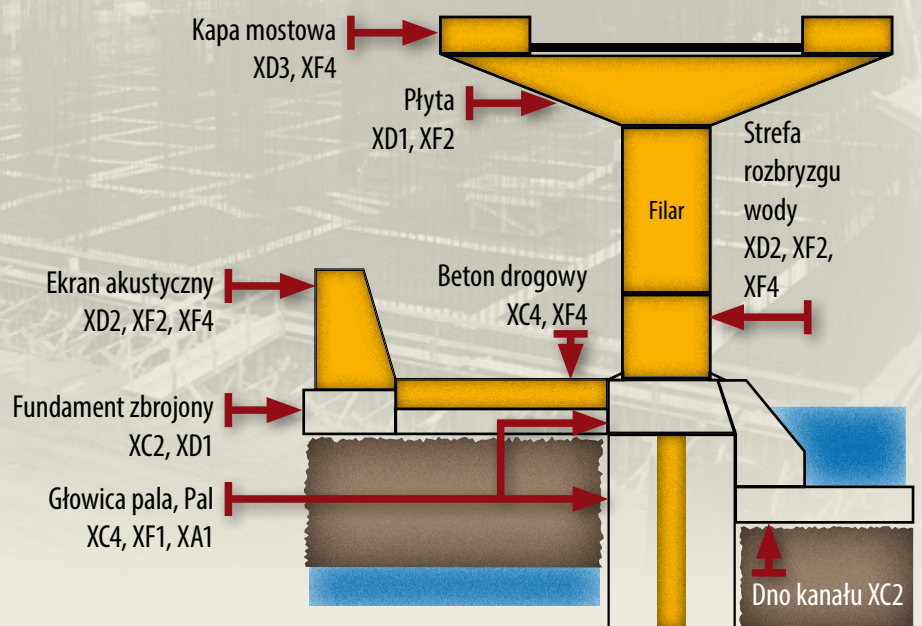 Kapa mostowa
XD3, XF4
Płyta
XD1, XF2
Strefa
rozbryzgu
wody
XD2, XF2,
XF4
Filar
Ekran akustyczny
XD2, XF2, XF4
Beton drogowy
XC4, XF4
Fundament zbrojony
XC2, XD1
Głowica pala, Pal
XC4, XF1, XA1
Dno kanału XC2